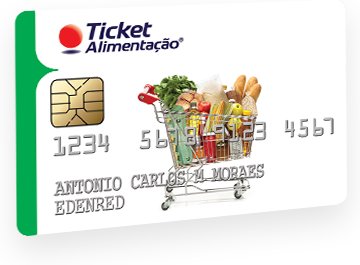 Ticket
Alimentação®
1234 5678 9123 4567
ANTONIO CARLOS M MORAES
EDENRED